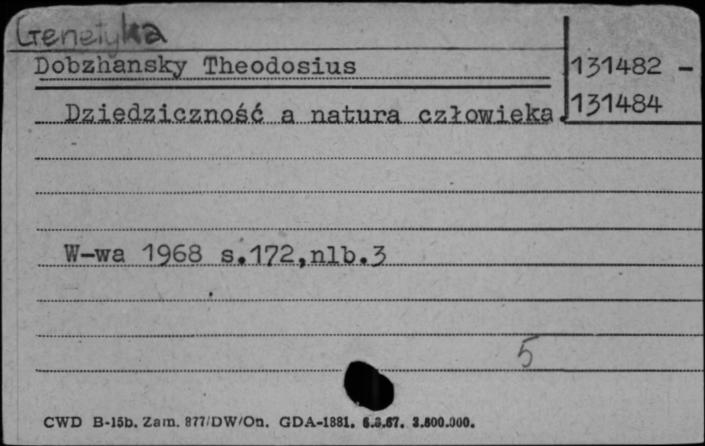 Genetyka
Dobzhansky Theodosius
131482 -
131484
Dziedziczność a natura człowieka.
W-wa 1968 s.172,nlb.3
5
CWD B-15b. Zam. 877/DW/On. GDA-1881. 6.3.67. 3.800.000.